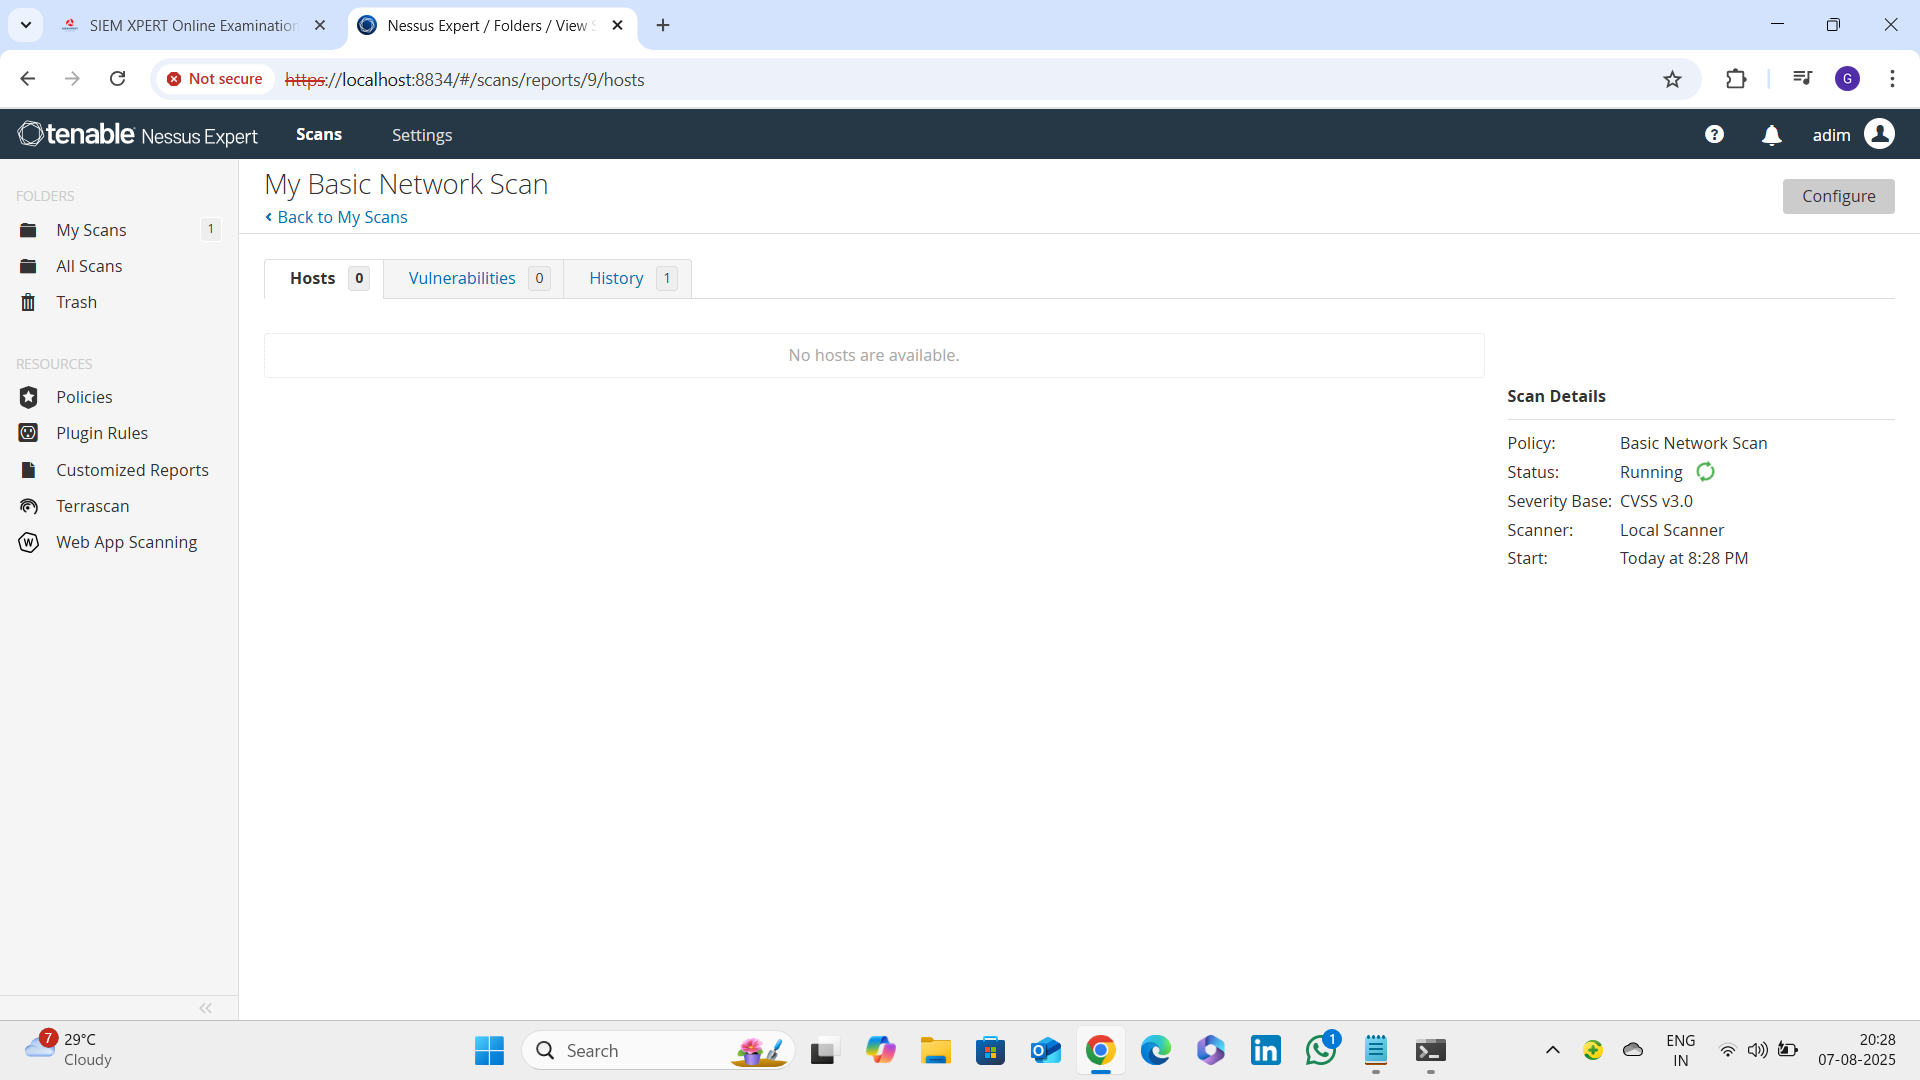 SIEM XPERT Online Examination
Nessus Expert / Folders / View S
Not secure
https://localhost:8834/#/scans/reports/9/hosts
G
tenable Nessus Expert
Scans
Settings
?
adim
FOLDERS
My Scans 1
All Scans
Trash
RESOURCES
Policies
Plugin Rules
Customized Reports
Terrascan
W Web App Scanning
My Basic Network Scan
Back to My Scans
Configure
Hosts 0
Vulnerabilities 0
History 1
No hosts are available.
Scan Details
Policy: Basic Network Scan
Status: Running
Severity Base: CVSS v3.0
Scanner: Local Scanner
Start: Today at 8:28 PM
7
29°C
Cloudy
Search
1
ENG
IN
20:28
07-08-2025